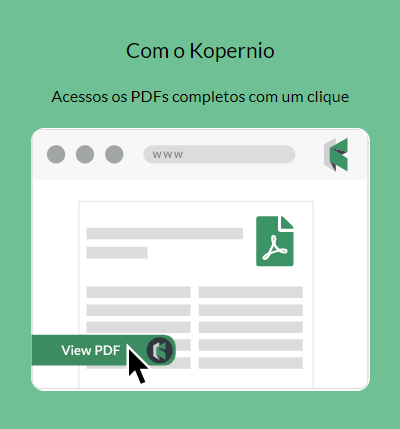 Com o Kopernio
Acessos os PDFs completos com um clique
www
View PDF